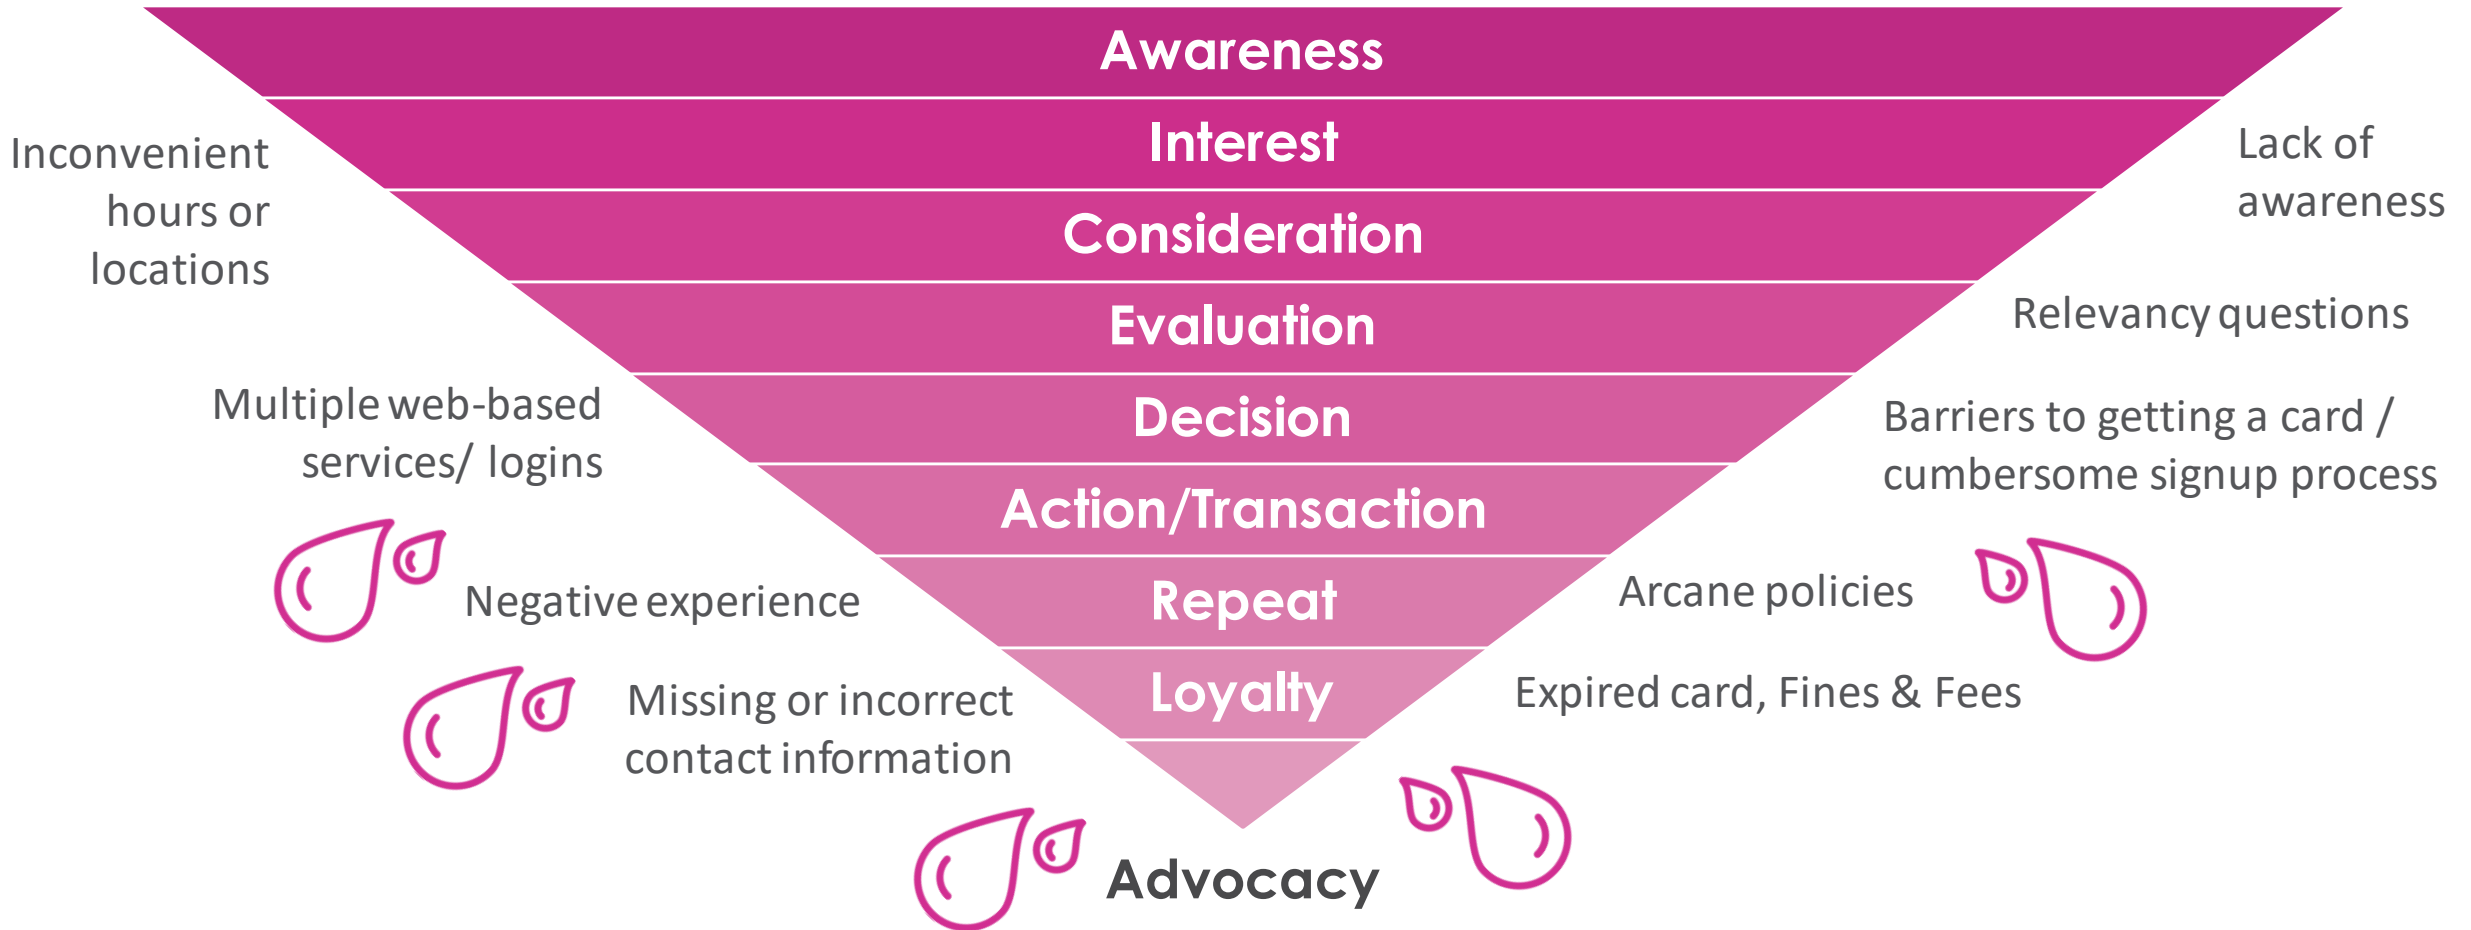 Awareness
Interest
Consideration
Evaluation
Decision
Action/Transaction
Repeat
Loyalty
Advocacy
Inconvenient
hours or
locations
Multiple web-based
services/ logins
Negative experience
Missing or incorrect
contact information
Lack of
awareness
Relevancy questions
Barriers to getting a card /
cumbersome signup process
Arcane policies
Expired card, Fines & Fees